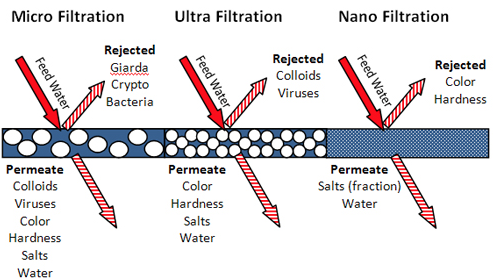 Micro Filtration
Feed Water
Rejected
Giarda
Crypto
Bacteria
Permeate
Colloids
Viruses
Color
Hardness
Salts
Water
Ultra Filtration
Feed Water
Rejected
Colloids
Viruses
Permeate
Color
Hardness
Salts
Water
Nano Filtration
Feed Water
Rejected
Color
Hardness
Permeate
Salts (fraction)
Water